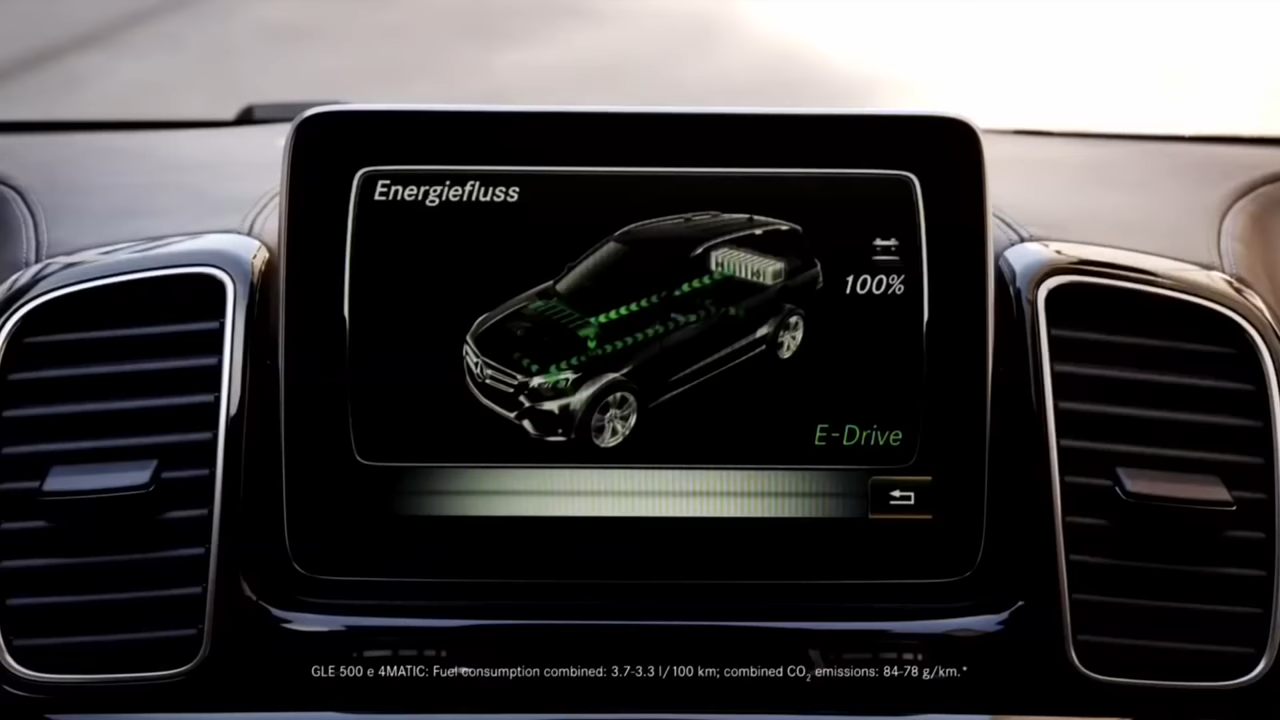 Energiefluss
100%
E-Drive
GLE 500 e 4MATIC: Fuel consumption combined: 3.7-3.3 l/100 km; combined CO₂ emissions: 84-78 g/km.*